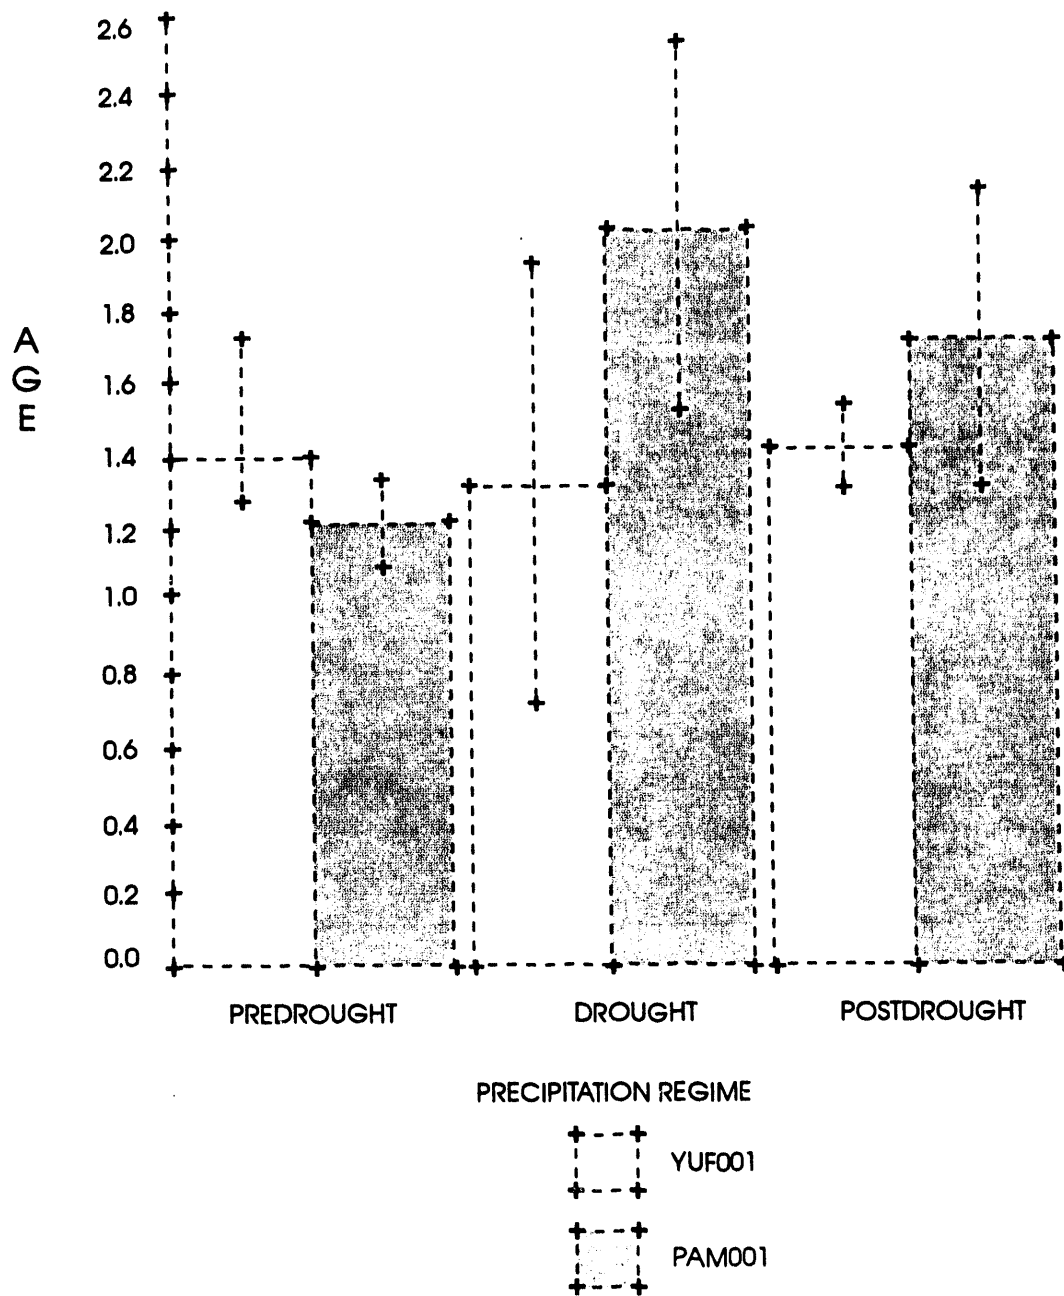 2.6
2.4
2.2
2.0
1.8
1.6
1.4
1.2
1.0
0.8
0.6
0.4
0.2
0.0
A
G
E
PREDROUGHT DROUGHT POSTDROUGHT
PRECIPITATION REGIME
YUF001
PAM001